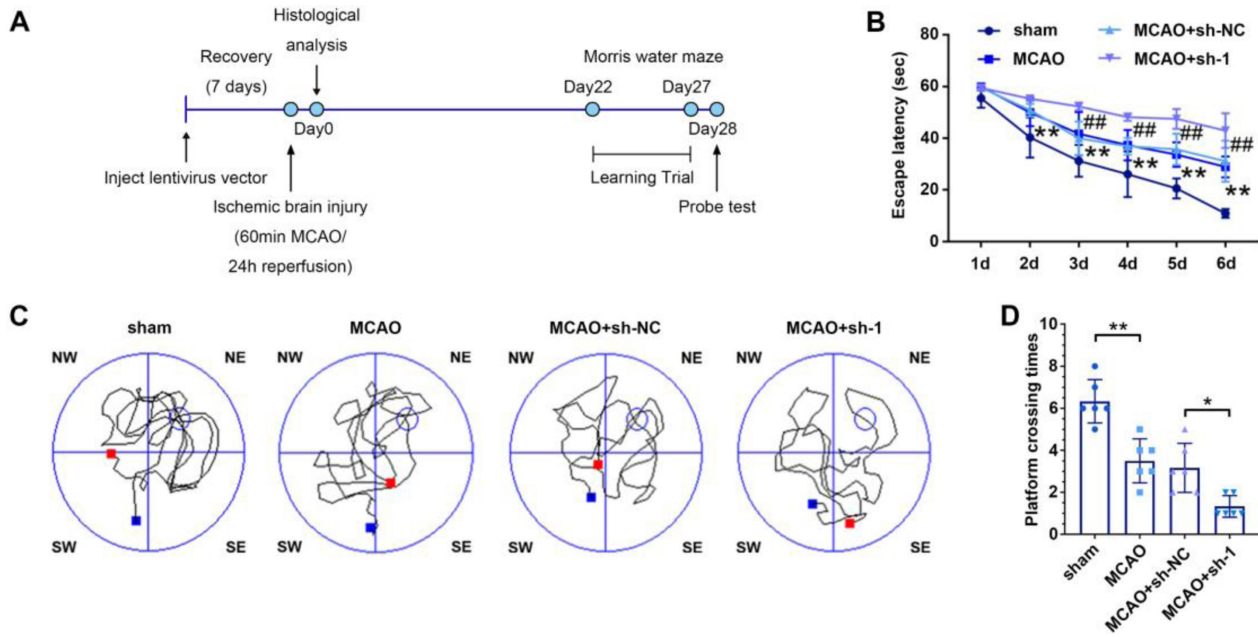 A
Histological
analysis
Recovery
(7 days)
Morris water maze
Day22
Day27
Day0
Day28
Inject lentivirus vector
Learning Trial
Ischemic brain injury
Probe test
(60min MCAO/
24h reperfusion)
B
sham
MCAO
MCAO+sh-NC
MCAO+sh-1
Escape latency (sec)
80
60
40
20
0
## ## ## ##
** ** ** ** **
1d 2d 3d 4d 5d 6d
C
sham MCAO MCAO+sh-NC MCAO+sh-1
NW NE NW NE NW NE NW NE
SW SE SW SE SW SE SW SE
D
Platform crossing times
10
8
6
4
2
0
**
*
sham
MCAO
MCAO+sh-NC
MCAO+sh-1